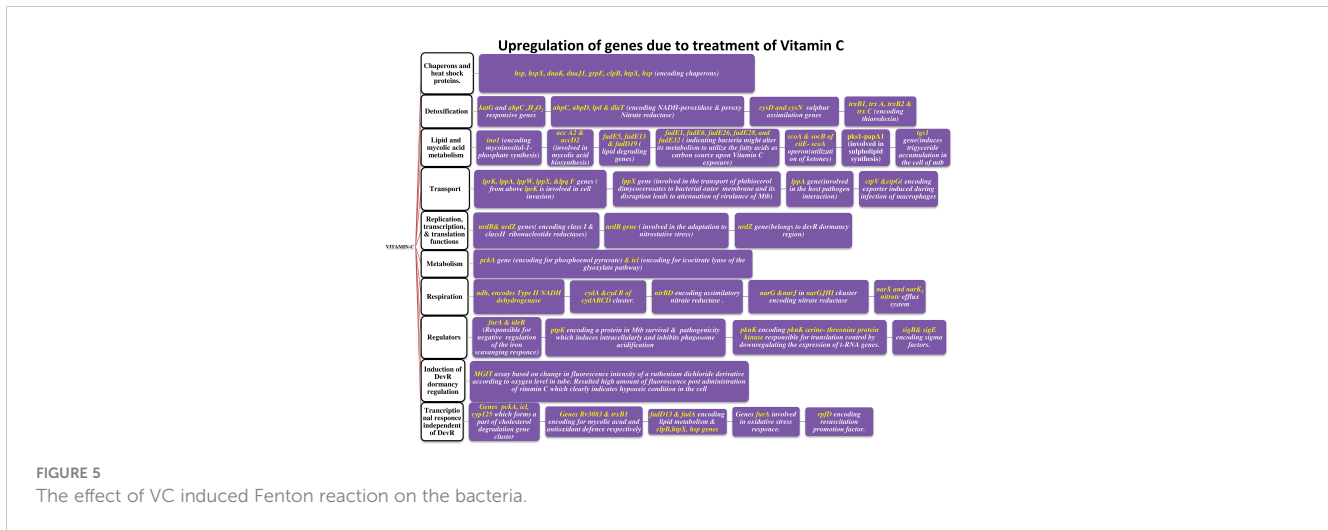 Upregulation of genes due to treatment of Vitamin C
VITAMIN-C
Chaperons and
heat shock
proteins.
hsp, hspX, dnaK, dnaJ1, grpE, clpB, htpX, hsp (encoding chaperons)
Detoxification
katG and ahpC ,H2O2
responsive genes
ahpC, ahpD, lpd & dlaT (encoding NADH-peroxidase & peroxy
Nitrate reductase)
cysD and cysN sulphur
assimilation genes
trxB1, trx A, trxB2 &
trx C (encoding
thioredoxin)
Lipid and
mycolic acid
metabolism
ino1 (encoding
myoinositol-1-
phosphate synthesis)
acc A2 &
accD2
(involved in
mycolic acid
biosynthesis)
fadE5, fadE13
& fadD19 (
lipid degrading
genes)
fadE1, fadE6, fadE26, fadE28, and
fadE32 ( indicating bacteria might alter
its metabolism to utilize the fatty acids as
carbon source upon Vitamin C
exposure)
scoA & socB of
citE- scoA
operon(utilizati
on of ketones)
pks1-papA1
(involved in
sulpholipid
synthesis)
tgs1
gene(induces
trigyceride
accumulation in
the cell of mtb
Transport
lprK, lppA, lppW, lppX, &lpq F genes (
from above lprK is involved in cell
invasion)
lppX gene (involved in the transport of phthiocerol
dimycocerosates to bacterial outer membrane and its
disruption leads to attenuation of virulance of Mtb)
lppA gene(involved
in the host pathogen
interaction)
ctpV &ctpG( encoding
exporter induced during
infection of macrophages
Replication,
transcription,
& translation
functions
nrdB& nrdZ genes( encoding class I &
classII ribonucleotide reductases)
nrdB gene ( involved in the adaptation to
nitrostative stress)
nrdZ gene(belongs to devR dormancy
region)
Metabolism
pckA gene (encoding for phosphoenol pyruvate) & icl (encoding for icocitrate lyase of the
glyoxylate pathway)
Respiration
ndh, encodes Type II NADH
dehydrogenase
cydA &cyd B of
cydABCD cluster.
nirBD encoding assimilatory
nitrate reductase .
narG &narJ in narGJHI ckuster
encoding nitrate reductase
narX and narK,
nitrate efflux
system
Regulators
furA & ideR
(Responsible for
negative regulation
of the iron
scavanging responce)
ptpK encoding a protein in Mtb survival & pathogenicity
which induces intracellularly and inhibits phagosome
acidification
pknK encoding pknK serine- threonine protein
kinase responsible for translation control by
downregulating the expression of t-RNA genes.
sigB& sigE
encoding sigma
factors.
Induction of
DevR
dormancy
regulation
MGIT assay based on change in fluorescence intensity of a ruthenium dichloride derivative
according to oxygen level in tube. Resulted high amount of fluoroscence post administration
of vitamin C which clearly indicates hypooxic condition in the cell
Trancriptio
nal responce
independent
of DevR
Genes pckA, icl,
cyp125 which forms a
part of cholesterol
degradation gene
cluster
Genes Rv3083 & trxB1
encoding for mycolic acud and
antioxidant defence respectively
fadD13 & fadA encoding
lipid metabolism &
clpB,htpX, hsp genes
Genes furA involved
in oxidative stress
responce.
rpfD encoding
resuscitation
promotion factor.
FIGURE 5
The effect of VC induced Fenton reaction on the bacteria.